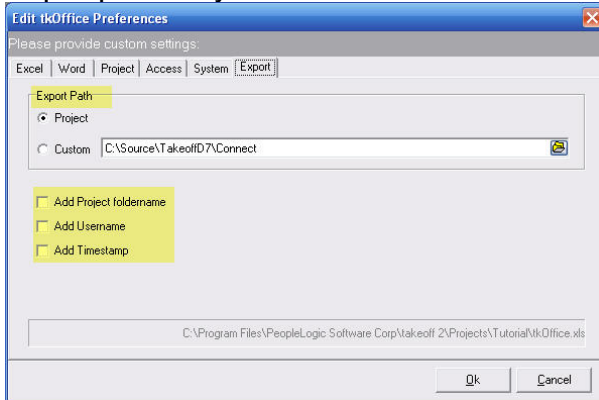 Edit tkOffice Preferences
Please provide custom settings:
Excel Word Project Access System Export
Export Path
Project
Custom C:\Source\TakeoffD7\Connect
Add Project foldername
Add Username
Add Timestamp
C:\Program Files\PeopleLogic Software Corp\takeoff 2\Projects\Tutorial\tkOffice.xls
Ok Cancel